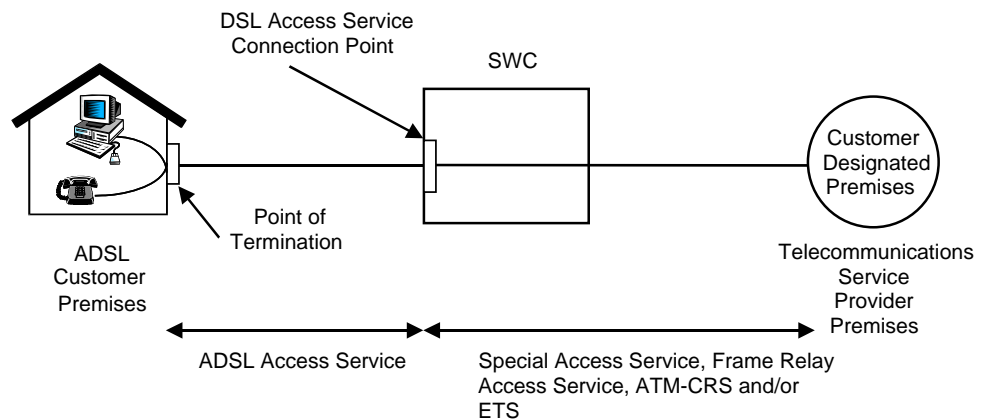 DSL Access Service
Connection Point
SWC
Customer
Designated
Premises
Point of
Termination
ADSL
Customer
Premises
Telecommunications
Service
Provider
Premises
ADSL Access Service
Special Access Service, Frame Relay
Access Service, ATM-CRS and/or
ETS